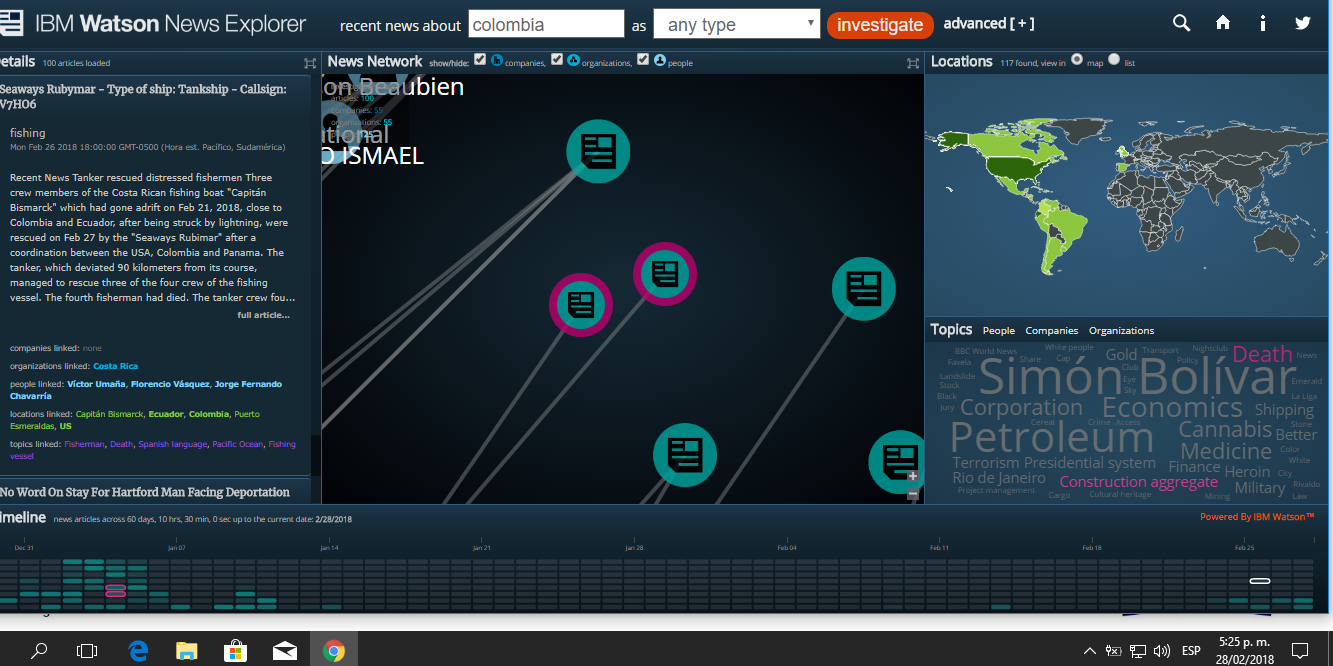 IBM Watson News Explorer
recent news about colombia as any type investigate advanced [ + ]
etails 100 articles loaded
Seaways Rubymar – Type of ship: Tankship – Callsign:
V7HO6
fishing
Mon Feb 26 2018 18:00:00 GMT-0500 (Hora est. Pacífico, Sudamérica)
Recent News Tanker rescued distressed fishermen Three
crew members of the Costa Rican fishing boat "Capitán
Bismarck" which had gone adrift on Feb 21, 2018, close to
Colombia and Ecuador, after being struck by lightning, were
rescued on Feb 27 by the "Seaways Rubimar" after a
coordination between the USA, Colombia and Panama. The
tanker, which deviated 90 kilometers from its course,
managed to rescue three of the four crew of the fishing
vessel. The fourth fisherman had died. The tanker crew fou...
full article...
companies linked: none
organizations linked: Costa Rica
people linked: Víctor Umaña, Florencio Vásquez, Jorge Fernando
Chavarría
locations linked: Capitán Bismarck, Ecuador, Colombia, Puerto
Esmeraldas, US
topics linked: Fisherman, Death, Spanish language, Pacific Ocean, Fishing
vessel
No Word On Stay For Hartford Man Facing Deportation
News Network show/hide: companies, organizations, people
on Beaubien
articles: 100
companies: 55
organizations: 55
tional
O ISMAEL
Locations 117 found, view in map list
Topics People Companies Organizations
BBC World News White people Transport Nightclub Death News
Favela Share Cap Gold Club Policy
Landslide Simón Bolívar Emerald
Stock Eye Sky
Black La Liga
Jury Corporation Economics Shipping
Cereal Crime Access Stone
Petroleum Cannabis Better
Medicine Color
Terrorism Presidential system Finance Heroin City White
Rio de Janeiro Construction aggregate Military Rivaldo
Project management Cargo Cultural heritage Mining Law
imeline news articles across 60 days, 10 hrs, 30 min, 0 sec up to the current date: 2/28/2018
Powered By IBM Watson™
Dec 31 Jan 07 Jan 14 Jan 21 Jan 28 Feb 04 Feb 11 Feb 18 Feb 25
ESP
5:25 p. m.
28/02/2018